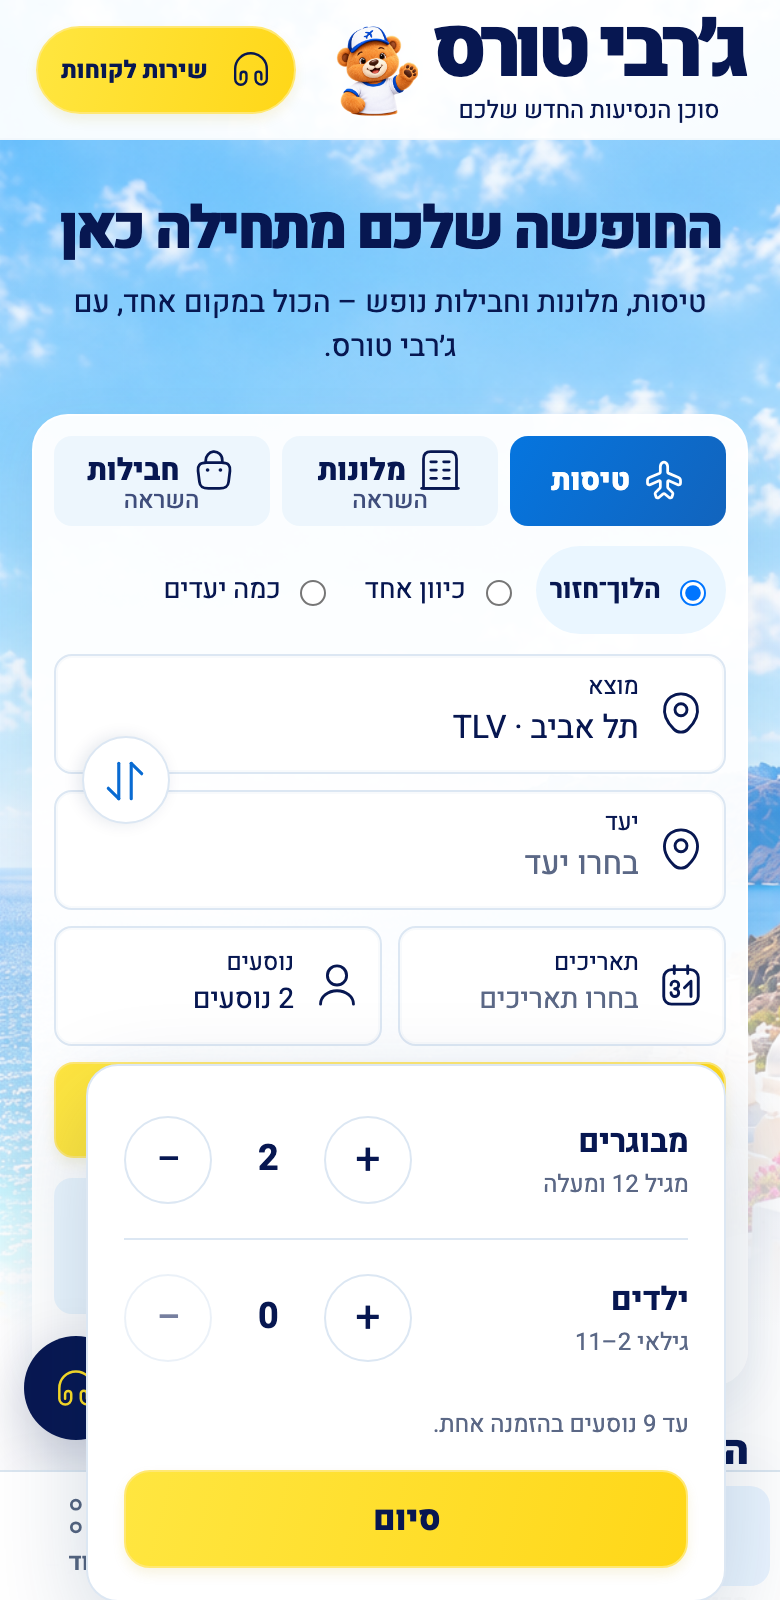 ג'רבי טורס
סוכן הנסיעות החדש שלכם
שירות לקוחות
החופשה שלכם מתחילה כאן
טיסות, מלונות וחבילות נופש – הכול במקום אחד, עם
ג'רבי טורס.
טיסות
מלונות
השראה
חבילות
השראה
הלוך־חזור
כיוון אחד
כמה יעדים
מוצא
תל אביב · TLV
יעד
בחרו יעד
תאריכים
31
בחרו תאריכים
נוסעים
2 נוסעים
מבוגרים
+ 2 −
מגיל 12 ומעלה
ילדים
+ 0 −
גילאי 2–11
עד 9 נוסעים בהזמנה אחת.
סיום